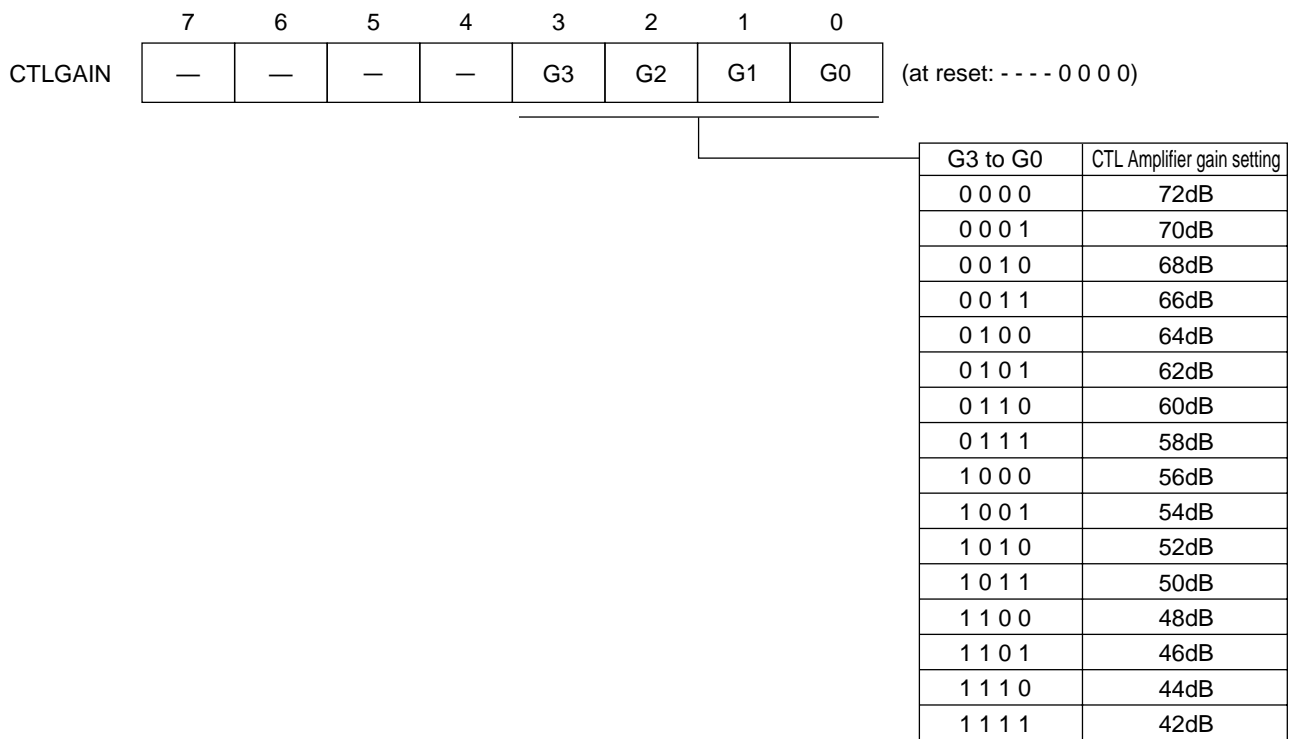 7 6 5 4 3 2 1 0
CTLGAIN — — — — G3 G2 G1 G0 (at reset: - - - - 0 0 0 0)
G3 to G0 CTL Amplifier gain setting
0 0 0 0 72dB
0 0 0 1 70dB
0 0 1 0 68dB
0 0 1 1 66dB
0 1 0 0 64dB
0 1 0 1 62dB
0 1 1 0 60dB
0 1 1 1 58dB
1 0 0 0 56dB
1 0 0 1 54dB
1 0 1 0 52dB
1 0 1 1 50dB
1 1 0 0 48dB
1 1 0 1 46dB
1 1 1 0 44dB
1 1 1 1 42dB